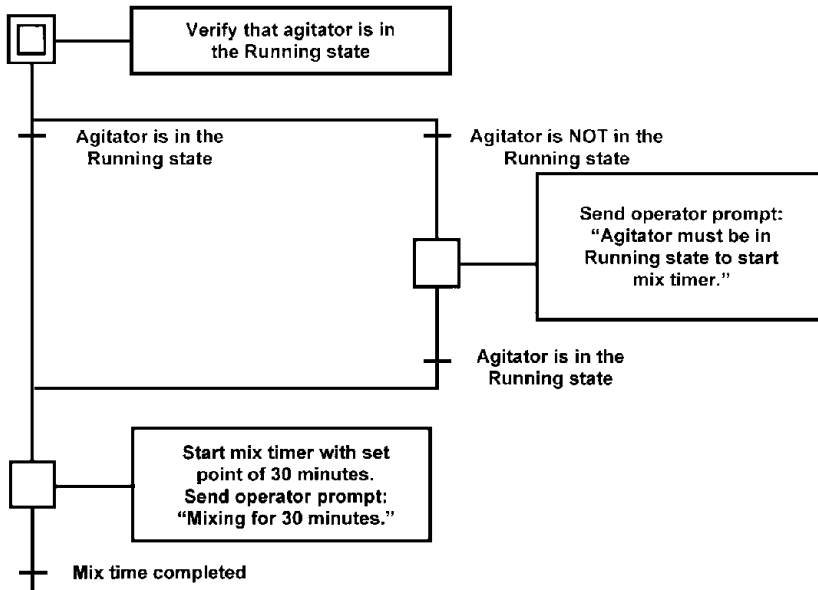 Verify that agitator is in
the Running state
Agitator is in the
Running state
Agitator is NOT in the
Running state
Send operator prompt:
“Agitator must be in
Running state to start
mix timer.”
Agitator is in the
Running state
Start mix timer with set
point of 30 minutes.
Send operator prompt:
“Mixing for 30 minutes.”
Mix time completed